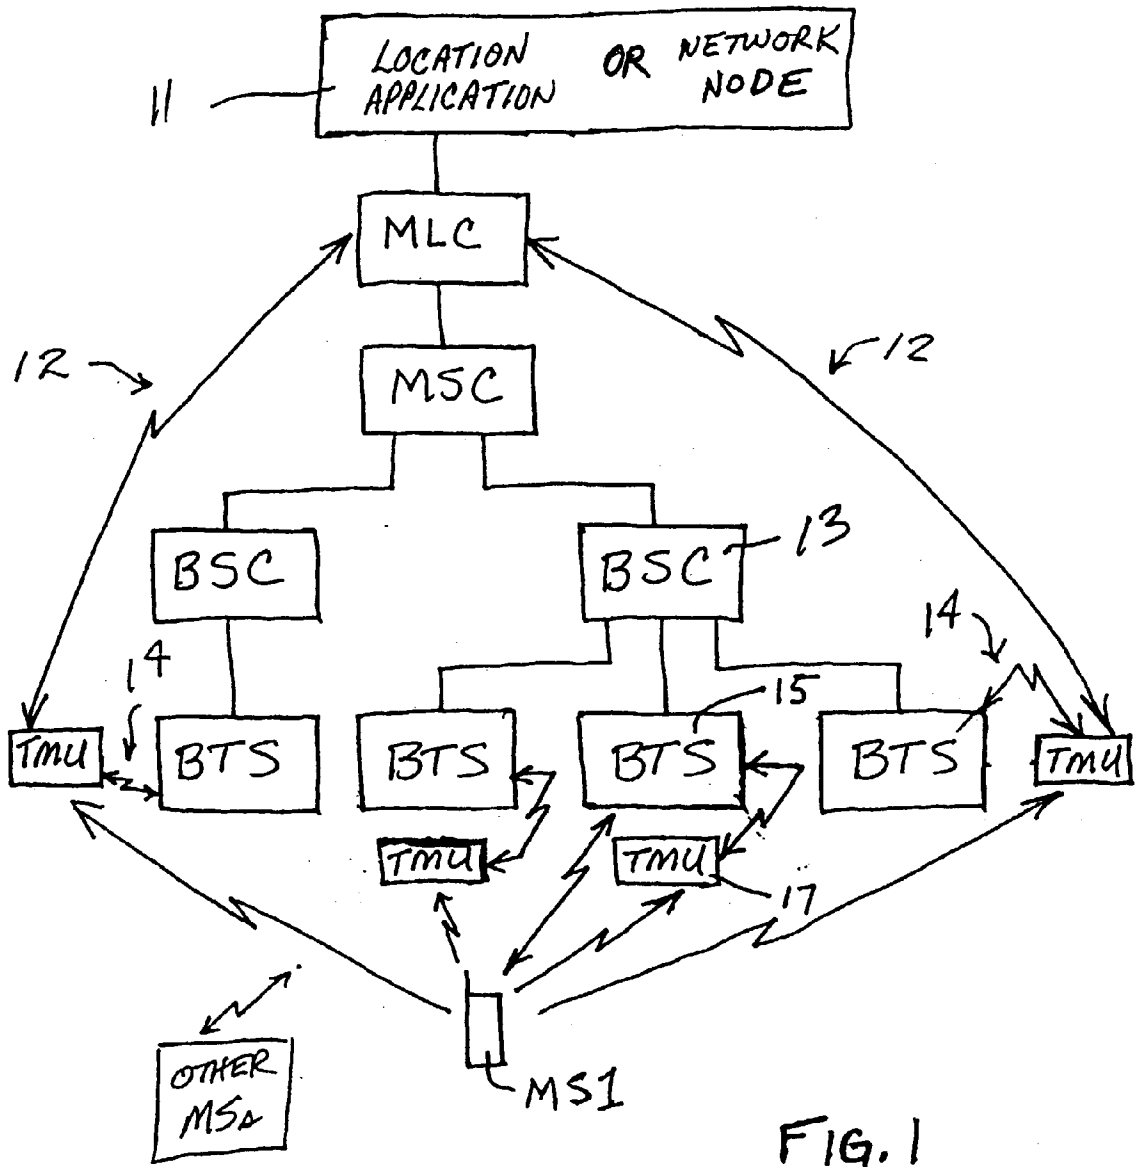 LOCATION APPLICATION OR NETWORK NODE
11
MLC
12
12
MSC
BSC
BSC
13
14
14
15
TMU
BTS
BTS
BTS
BTS
TMU
TMU
TMU
17
OTHER
MSs
MS1
FIG. 1